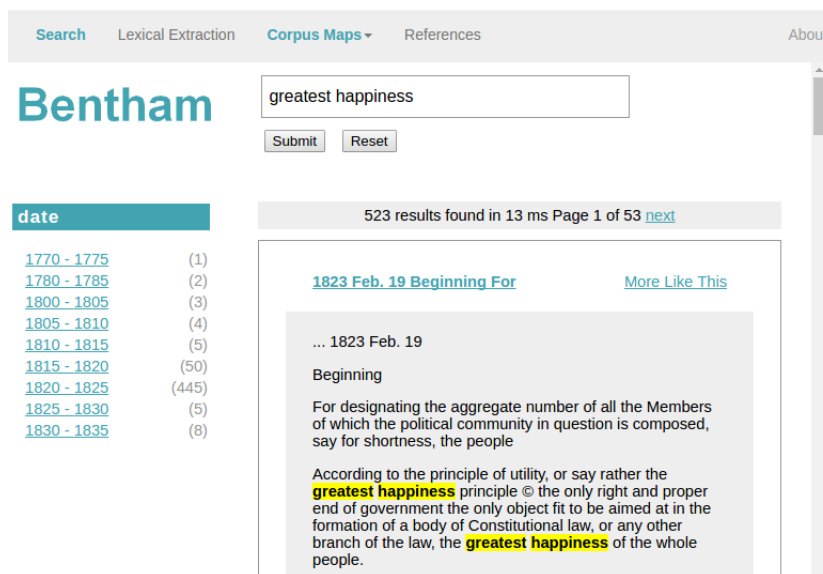 Search Lexical Extraction Corpus Maps References Abou
Bentham
greatest happiness
Submit Reset
date
1770 - 1775 (1)
1780 - 1785 (2)
1800 - 1805 (3)
1805 - 1810 (4)
1810 - 1815 (5)
1815 - 1820 (50)
1820 - 1825 (445)
1825 - 1830 (5)
1830 - 1835 (8)
523 results found in 13 ms Page 1 of 53 next
1823 Feb. 19 Beginning For More Like This
... 1823 Feb. 19
Beginning
For designating the aggregate number of all the Members
of which the political community in question is composed,
say for shortness, the people
According to the principle of utility, or say rather the
greatest happiness principle © the only right and proper
end of government the only object fit to be aimed at in the
formation of a body of Constitutional law, or any other
branch of the law, the greatest happiness of the whole
people.